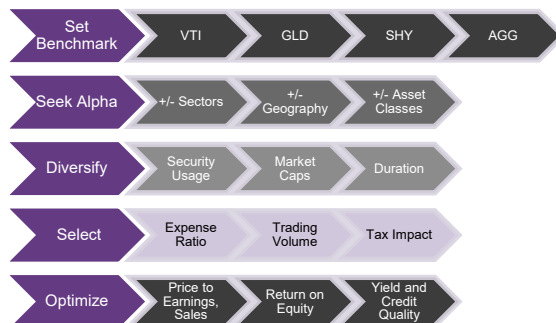 Set
Benchmark
VTI
GLD
SHY
AGG
Seek Alpha
+/- Sectors
+/-
Geography
+/- Asset
Classes
Diversify
Security
Usage
Market
Caps
Duration
Select
Expense
Ratio
Trading
Volume
Tax Impact
Optimize
Price to
Earnings,
Sales
Return on
Equity
Yield and
Credit
Quality